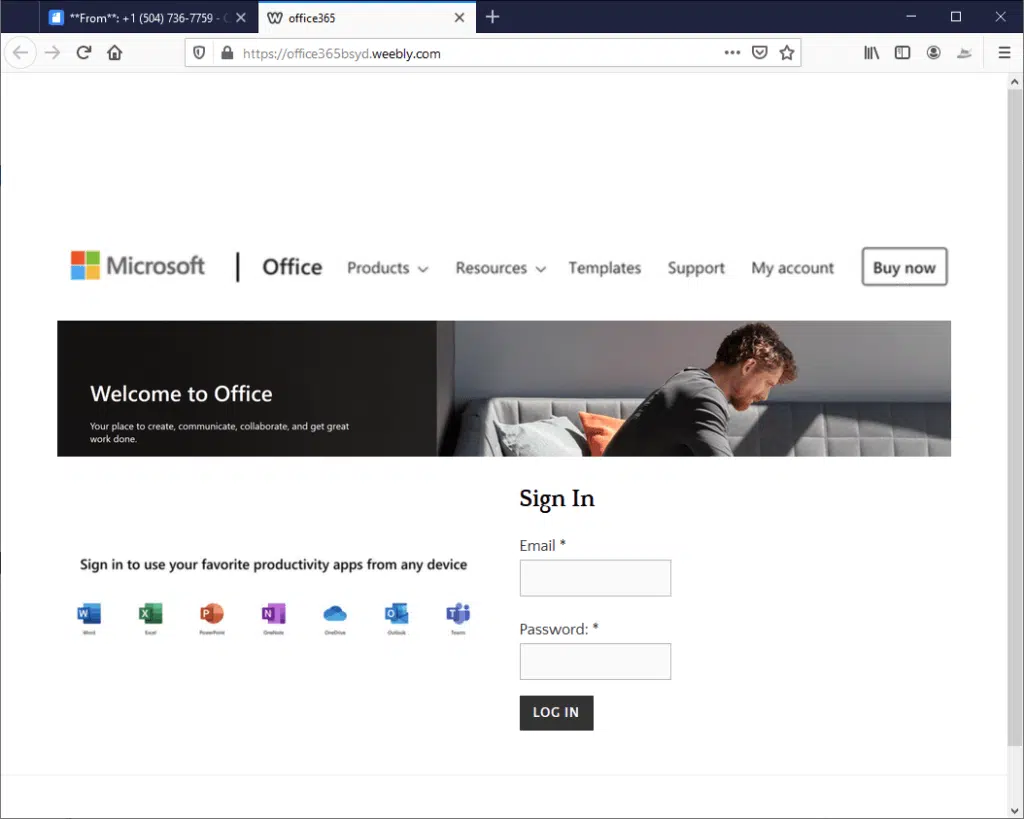 **From**: +1 (504) 736-7759 -
office365
https://office365bsyd.weebly.com
Microsoft | Office Products Resources Templates Support My account Buy now
Welcome to Office
Your place to create, communicate, collaborate, and get great
work done.
Sign In
Email *
Sign in to use your favorite productivity apps from any device
Word Excel PowerPoint OneNote OneDrive Outlook Teams
Password: *
LOG IN